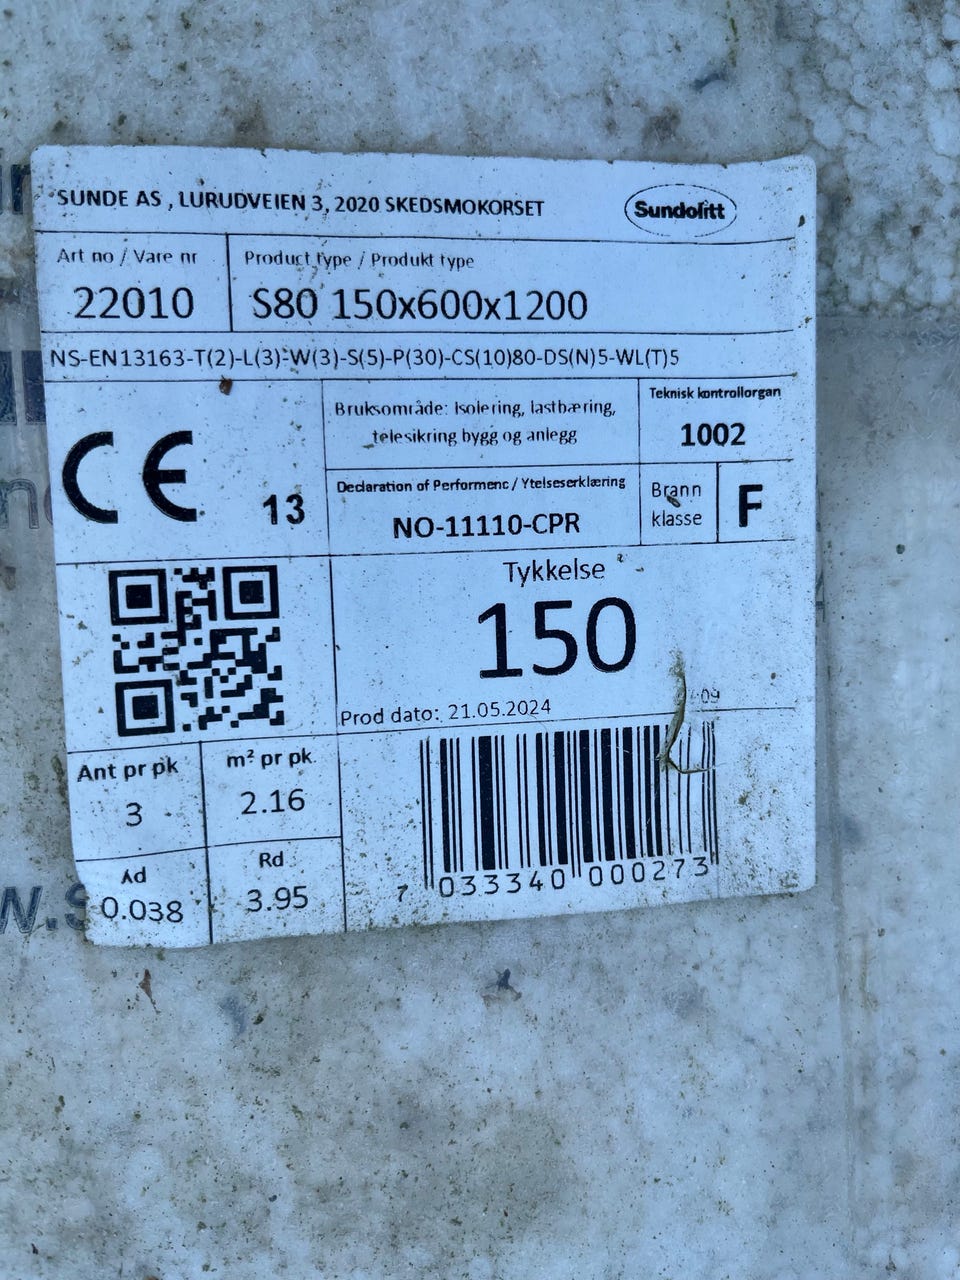 SUNDE AS , LURUDVEIEN 3, 2020 SKEDSMOKORSET
Sundolitt
Art no / Vare nr
22010
Product type / Produkt type
S80 150x600x1200
NS-EN13163-T(2)-L(3)-W(3)-S(5)-P(30)-CS(10)80-DS(N)5-WL(T)5
CE
13
Bruksområde: Isolering, lastbæring,
telesikring bygg og anlegg
Teknisk kontrollorgan
1002
Declaration of Performenc / Ytelseserklæring
NO-11110-CPR
Brann
klasse
F
Tykkelse
150
Prod dato: 21.05.2024
09
Ant pr pk
3
m² pr pk
2.16
λd
0.038
Rd
3.95
7 033340 000273